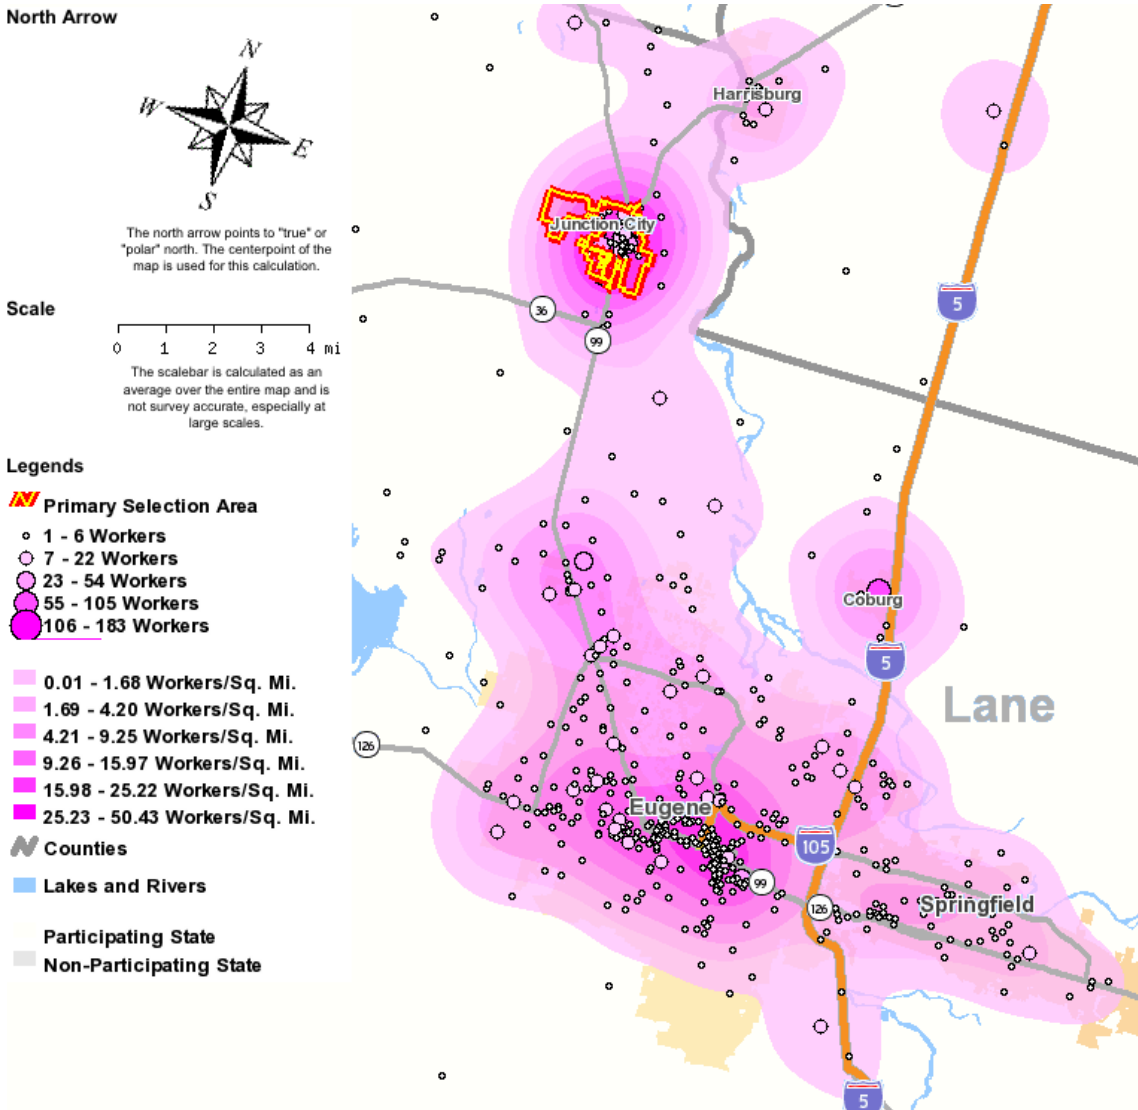 North Arrow
N
W
E
S
The north arrow points to "true" or
"polar" north. The centerpoint of the
map is used for this calculation.
Scale
0 1 2 3 4 mi
The scalebar is calculated as an
average over the entire map and is
not survey accurate, especially at
large scales.
Legends
Primary Selection Area
1 - 6 Workers
7 - 22 Workers
23 - 54 Workers
55 - 105 Workers
106 - 183 Workers
0.01 - 1.68 Workers/Sq. Mi.
1.69 - 4.20 Workers/Sq. Mi.
4.21 - 9.25 Workers/Sq. Mi.
9.26 - 15.97 Workers/Sq. Mi.
15.98 - 25.22 Workers/Sq. Mi.
25.23 - 50.43 Workers/Sq. Mi.
Counties
Lakes and Rivers
Participating State
Non-Participating State
Harrisburg
Junction City
36
99
5
Coburg
5
Lane
126
Eugene
105
99
126
Springfield
5